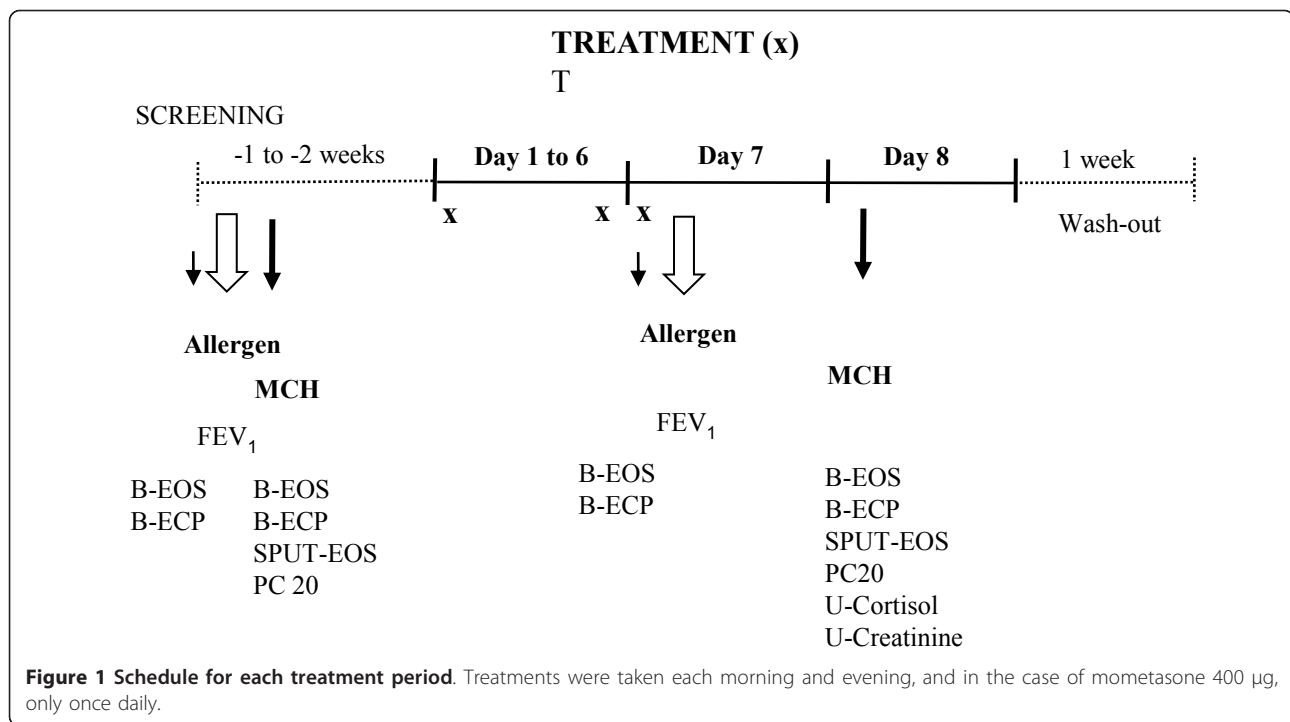 TREATMENT (x)
T
SCREENING
-1 to -2 weeks
Day 1 to 6
Day 7
Day 8
1 week
x
x
x
Wash-out
Allergen
Allergen
MCH
MCH
FEV1
FEV1
B-EOS
B-ECP
B-EOS
B-ECP
SPUT-EOS
PC 20
B-EOS
B-ECP
B-EOS
B-ECP
SPUT-EOS
PC20
U-Cortisol
U-Creatinine
Figure 1 Schedule for each treatment period. Treatments were taken each morning and evening, and in the case of mometasone 400 μg,
only once daily.